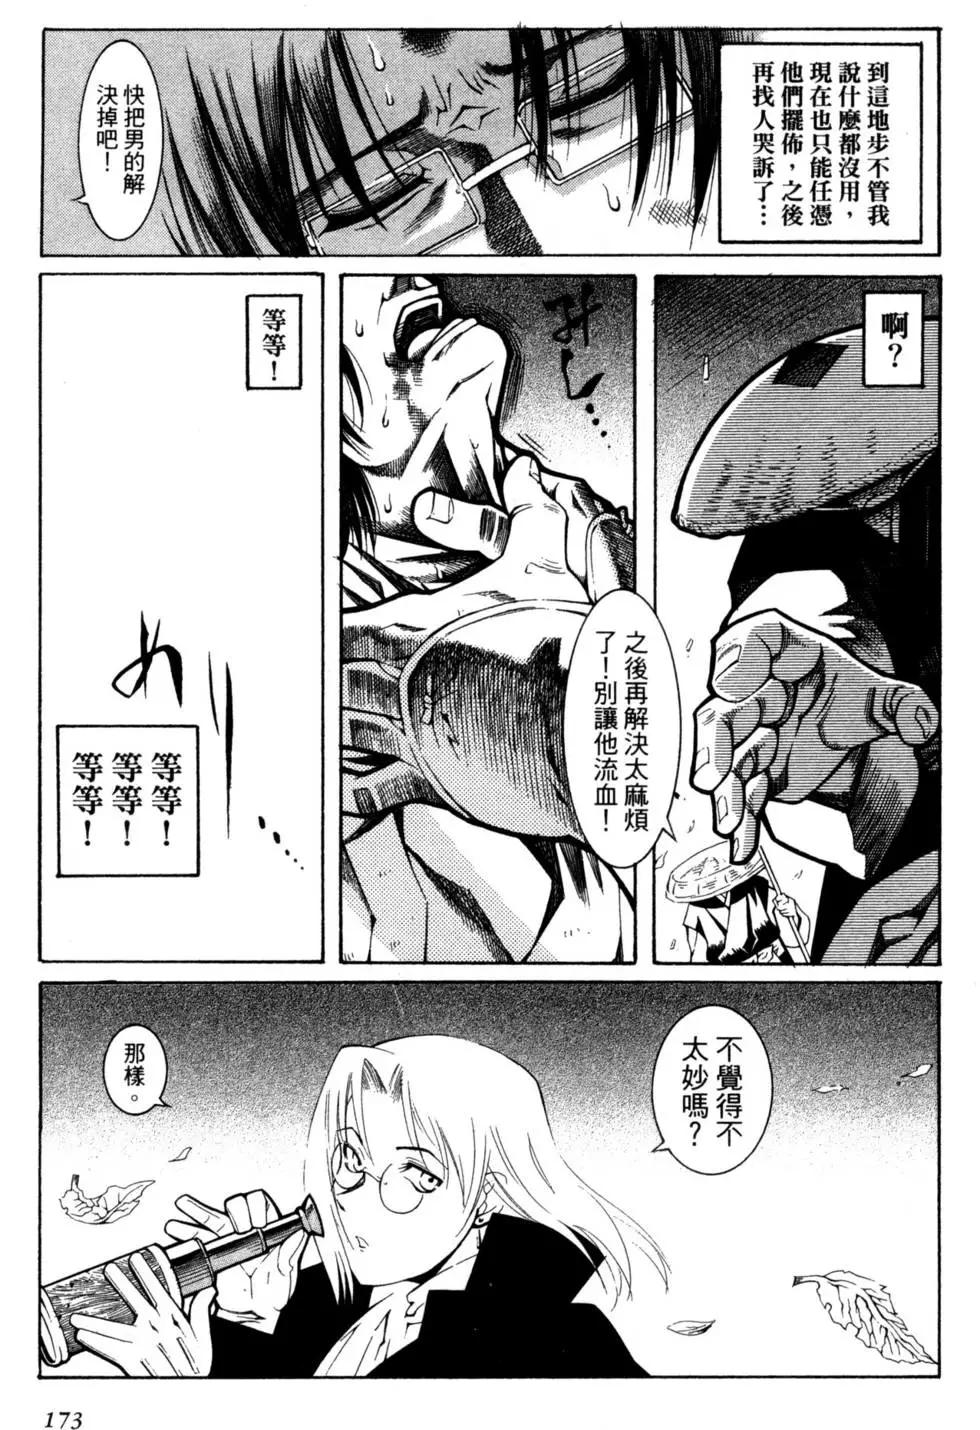 到這地步不管我
說什麼都沒用，
現在也只能任憑
他們擺佈，之後
再找人哭訴了…
快把男的解
決掉吧！
啊？
之後再解決太麻煩
了！別讓他流血！
みし…
等等！
め
等等！
等等！
等等！
不覺得不
太妙嗎？
那樣。
173